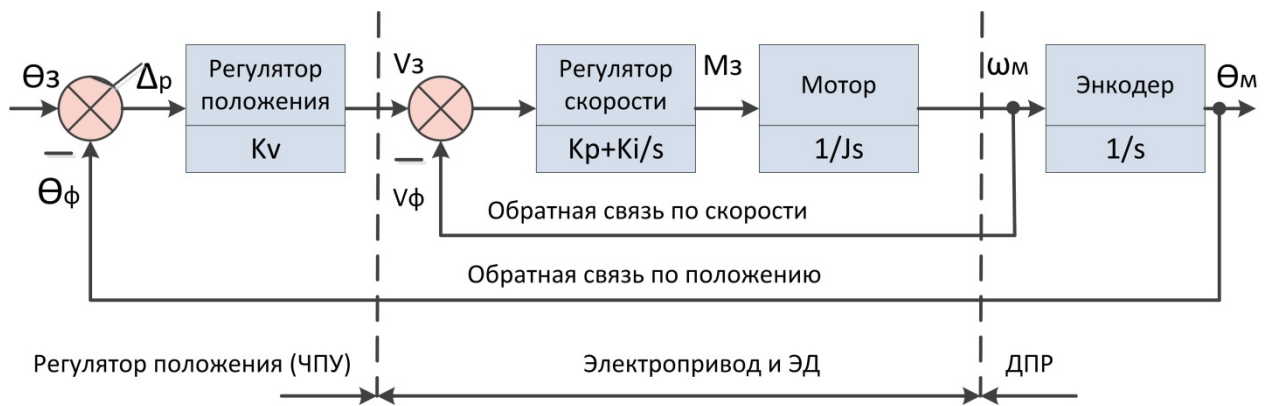 Θз
Δр
Регулятор
положения
Kv
Vз
Регулятор
скорости
Kp+Ki/s
Мз
Мотор
1/Js
ωм
Энкодер
1/s
Θм
–
Θф
–
Vф
Обратная связь по скорости
Обратная связь по положению
Регулятор положения (ЧПУ)
Электропривод и ЭД
ДПР